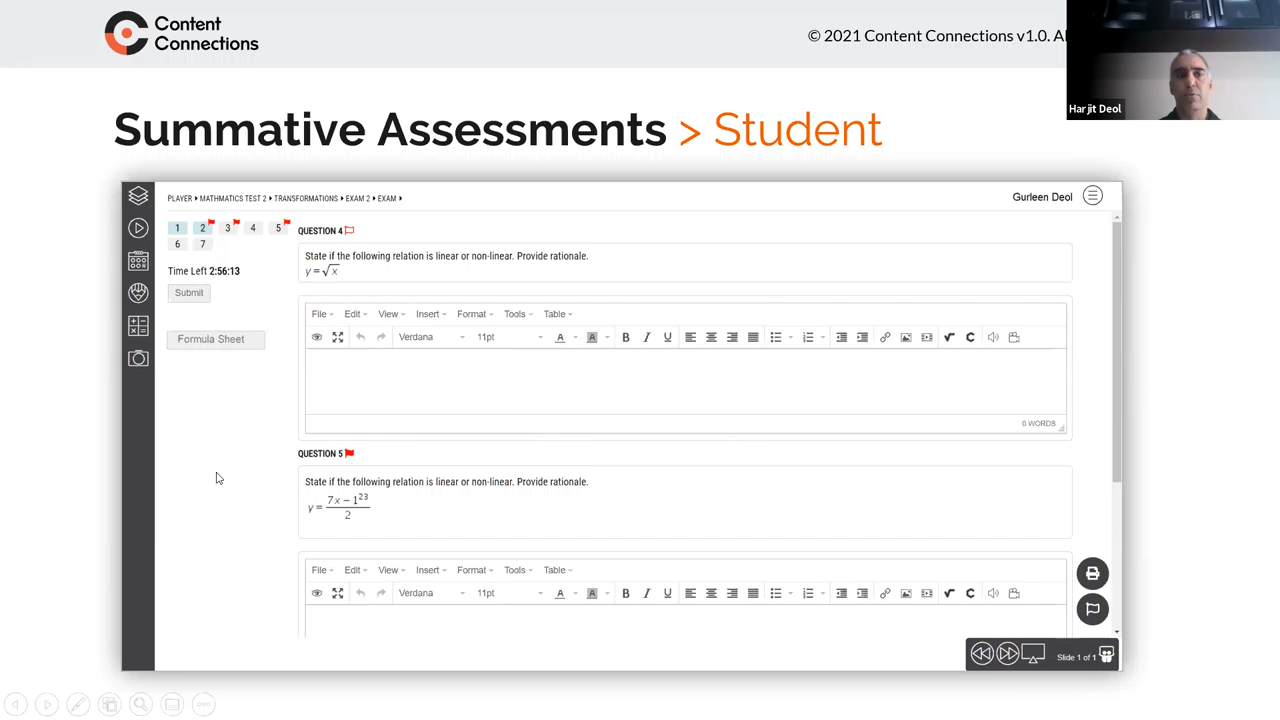 Content
Connections
© 2021 Content Connections v1.0. Al
Harjit Deol
Summative Assessments > Student
PLAYER MATHMATICS TEST 2 TRANSFORMATIONS EXAM 2 EXAM
Gurleen Deol
1 2 3 4 5
6 7
Time Left 2:56:13
Submit
Formula Sheet
QUESTION 4
State if the following relation is linear or non-linear. Provide rationale.
y = √x
File Edit View Insert Format Tools Table
Verdana 11pt A A B I U C
0 WORDS
QUESTION 5
State if the following relation is linear or non-linear. Provide rationale.
y = (7x − 1²³)/2
File Edit View Insert Format Tools Table
Verdana 11pt A A B I U C
Slide 1 of 1